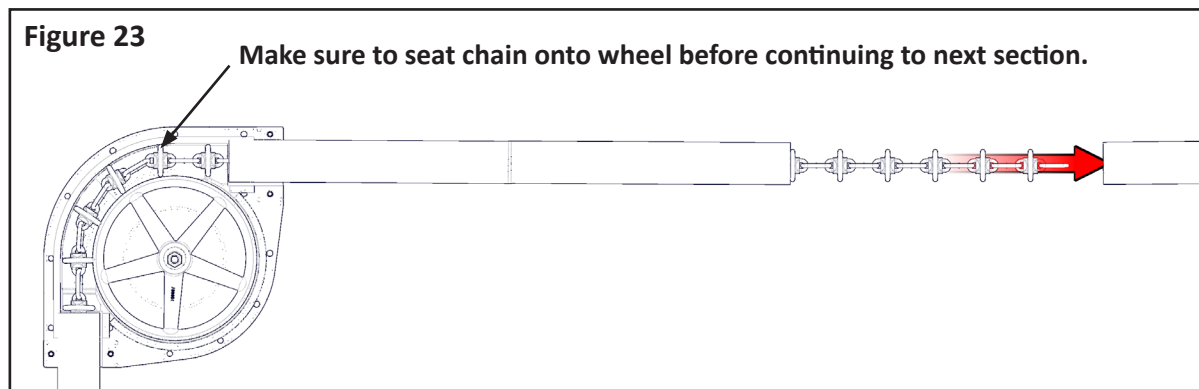 Figure 23
Make sure to seat chain onto wheel before continuing to next section.